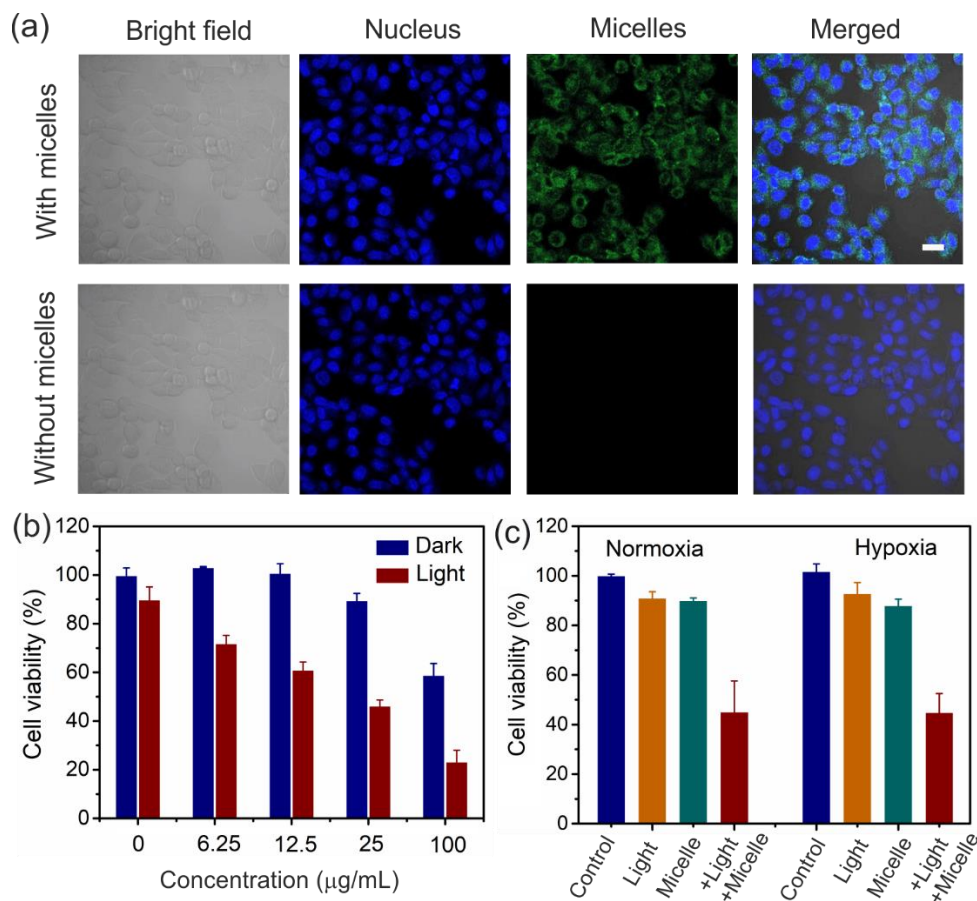 (a)
Bright field
Nucleus
Micelles
Merged
With micelles
Without micelles
(b)
120
100
80
60
40
20
0
Cell viability (%)
Dark
Light
0
6.25
12.5
25
100
Concentration (μg/mL)
(c)
120
100
80
60
40
20
0
Cell viability (%)
Normoxia
Hypoxia
Control
Light
Micelle
+Light
+Micelle
Control
Light
Micelle
+Light
+Micelle